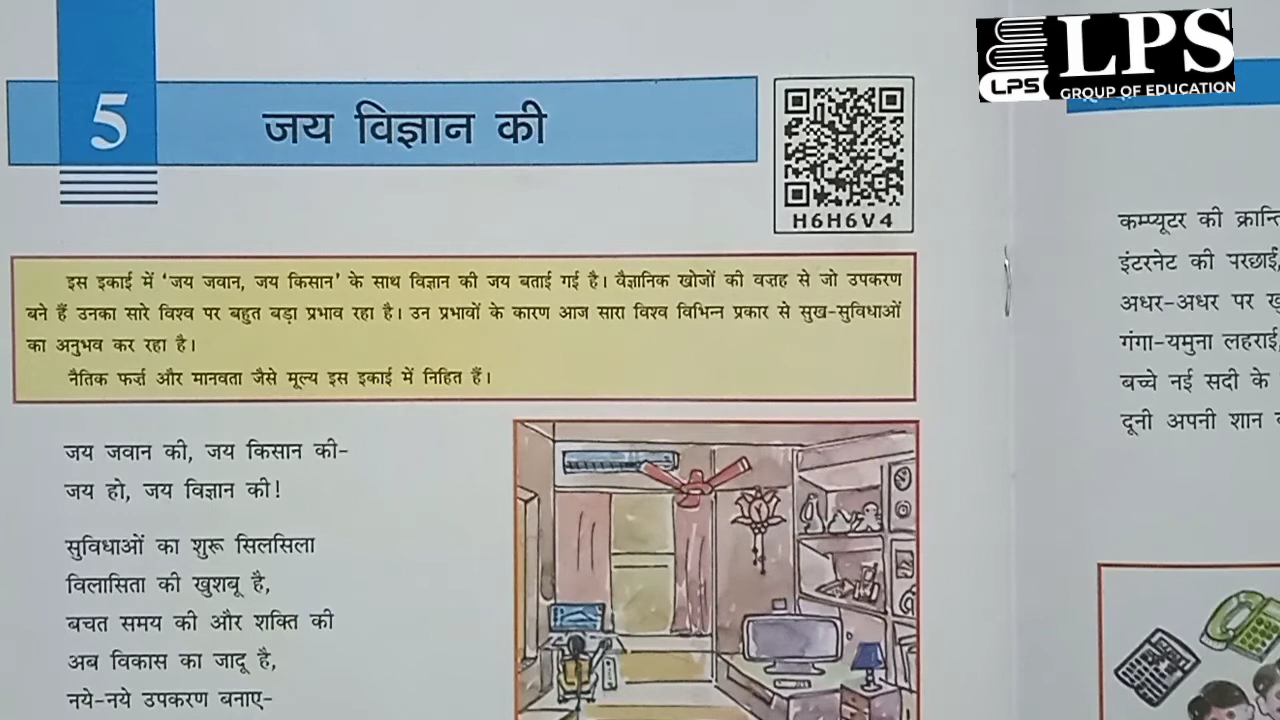 LPS
LPS
GROUP OF EDUCATION
5
जय विज्ञान की
H6H6V4
इस इकाई में 'जय जवान, जय किसान' के साथ विज्ञान की जय बताई गई है। वैज्ञानिक खोजों की वज़ह से जो उपकरण
बने हैं उनका सारे विश्व पर बहुत बड़ा प्रभाव रहा है। उन प्रभावों के कारण आज सारा विश्व विभिन्न प्रकार से सुख-सुविधाओं
का अनुभव कर रहा है।
नैतिक फर्ज़ और मानवता जैसे मूल्य इस इकाई में निहित हैं।
जय जवान की, जय किसान की-
जय हो, जय विज्ञान की!
सुविधाओं का शुरू सिलसिला
विलासिता की खुशबू है,
बचत समय की और शक्ति की
अब विकास का जादू है,
नये-नये उपकरण बनाए-
कम्प्यूटर की
इंटरनेट की परछाई,
अधर-अधर पर
गंगा-यमुना लहराई,
बच्चे नई सदी के
दूनी अपनी शान